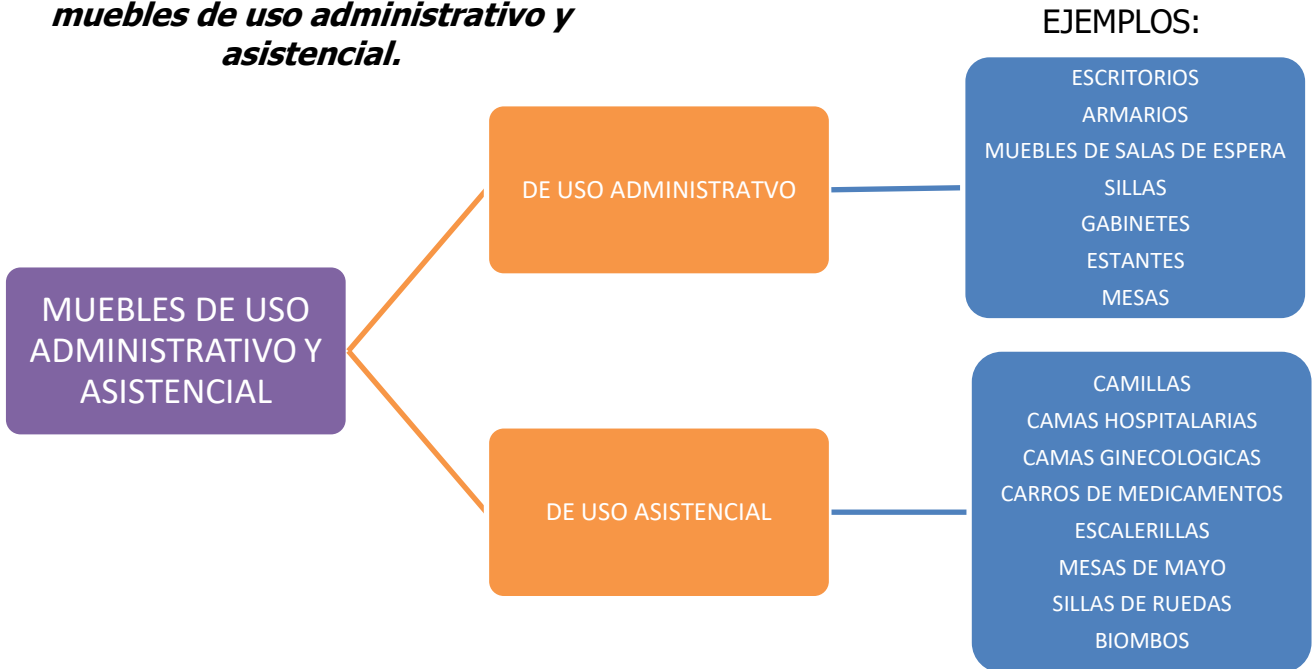 muebles de uso administrativo y
asistencial.
EJEMPLOS:
MUEBLES DE USO
ADMINISTRATIVO Y
ASISTENCIAL
DE USO ADMINISTRATVO
ESCRITORIOS
ARMARIOS
MUEBLES DE SALAS DE ESPERA
SILLAS
GABINETES
ESTANTES
MESAS
DE USO ASISTENCIAL
CAMILLAS
CAMAS HOSPITALARIAS
CAMAS GINECOLOGICAS
CARROS DE MEDICAMENTOS
ESCALERILLAS
MESAS DE MAYO
SILLAS DE RUEDAS
BIOMBOS